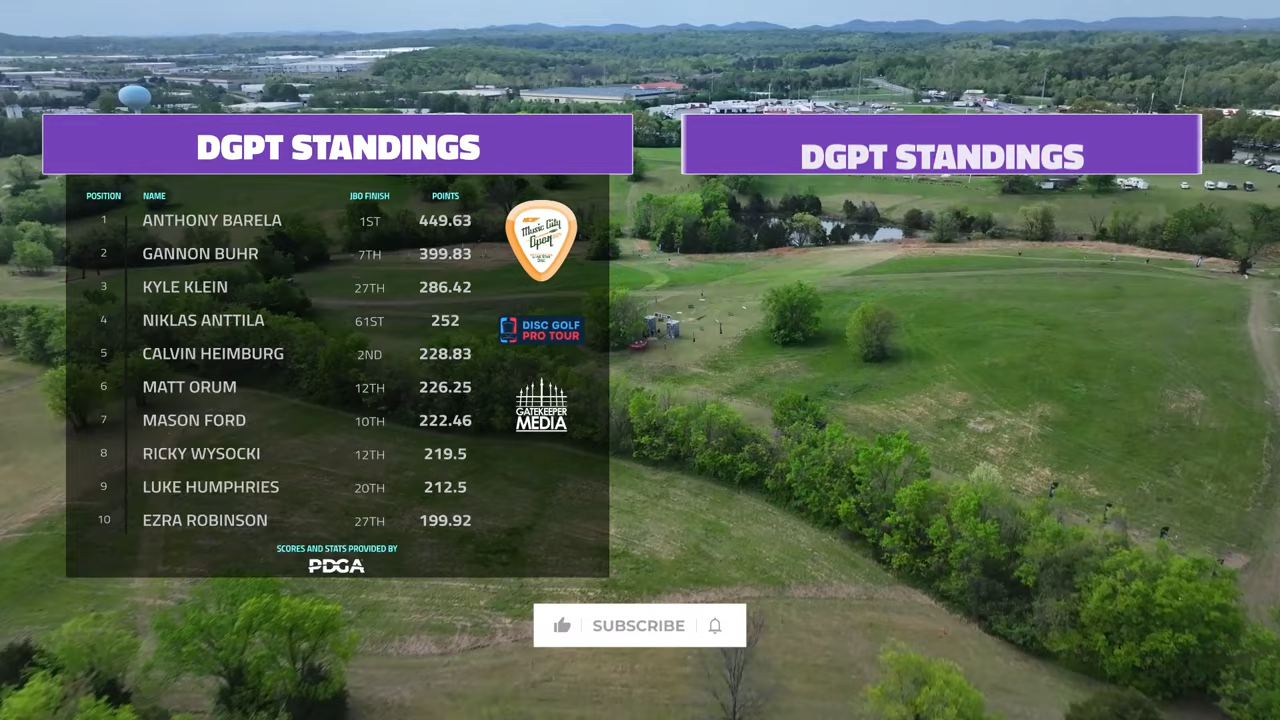 DGPT STANDINGS
POSITION NAME JBO FINISH POINTS
1 ANTHONY BARELA 1ST 449.63
2 GANNON BUHR 7TH 399.83
3 KYLE KLEIN 27TH 286.42
4 NIKLAS ANTTILA 61ST 252
5 CALVIN HEIMBURG 2ND 228.83
6 MATT ORUM 12TH 226.25
7 MASON FORD 10TH 222.46
8 RICKY WYSOCKI 12TH 219.5
9 LUKE HUMPHRIES 20TH 212.5
10 EZRA ROBINSON 27TH 199.92
SCORES AND STATS PROVIDED BY
PDGA
Music City
Open
DISC GOLF
PRO TOUR
GATEKEEPER
MEDIA
DGPT STANDINGS
SUBSCRIBE